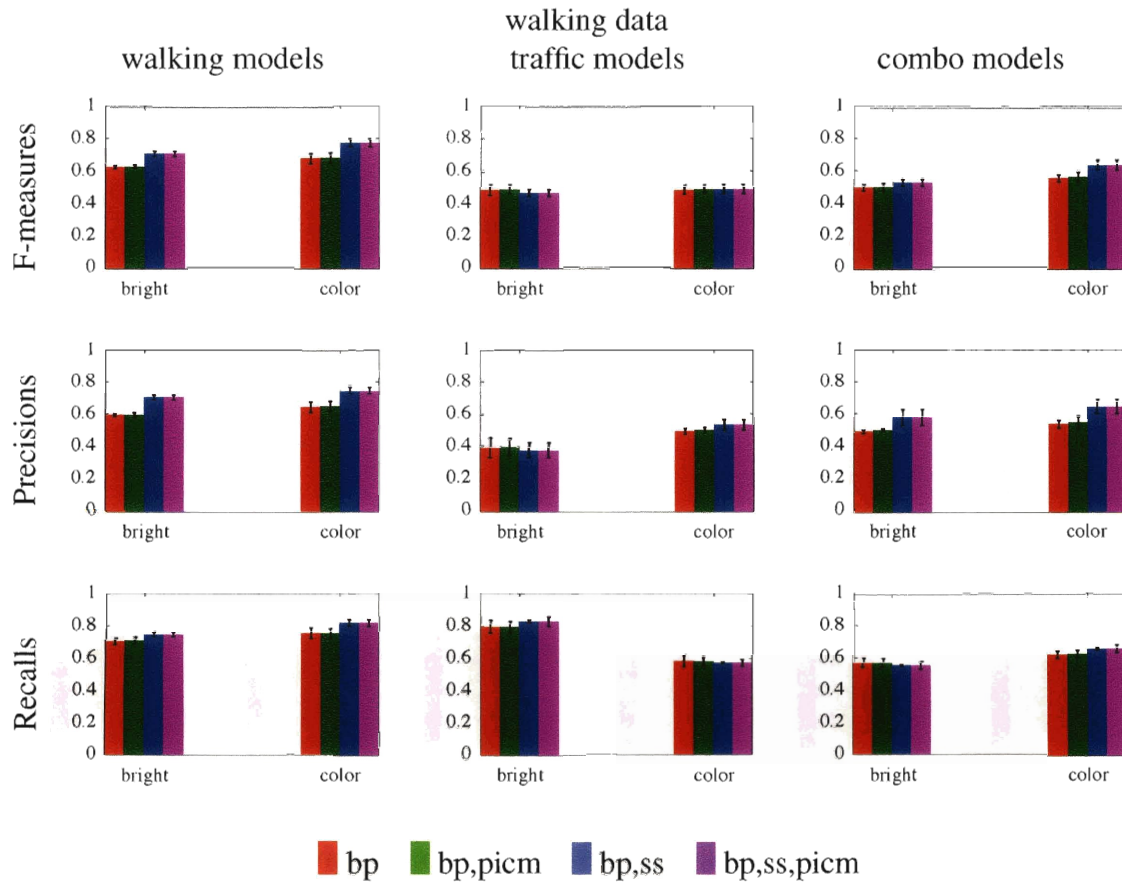 walking data
walking models traffic models combo models
F-measures
1 1 1
0.8 0.8 0.8
0.6 0.6 0.6
0.4 0.4 0.4
0.2 0.2 0.2
0 0 0
bright color bright color bright color
Precisions
1 1 1
0.8 0.8 0.8
0.6 0.6 0.6
0.4 0.4 0.4
0.2 0.2 0.2
0 0 0
bright color bright color bright color
Recalls
1 1 1
0.8 0.8 0.8
0.6 0.6 0.6
0.4 0.4 0.4
0.2 0.2 0.2
0 0 0
bright color bright color bright color
bp bp,picm bp,ss bp,ss,picm